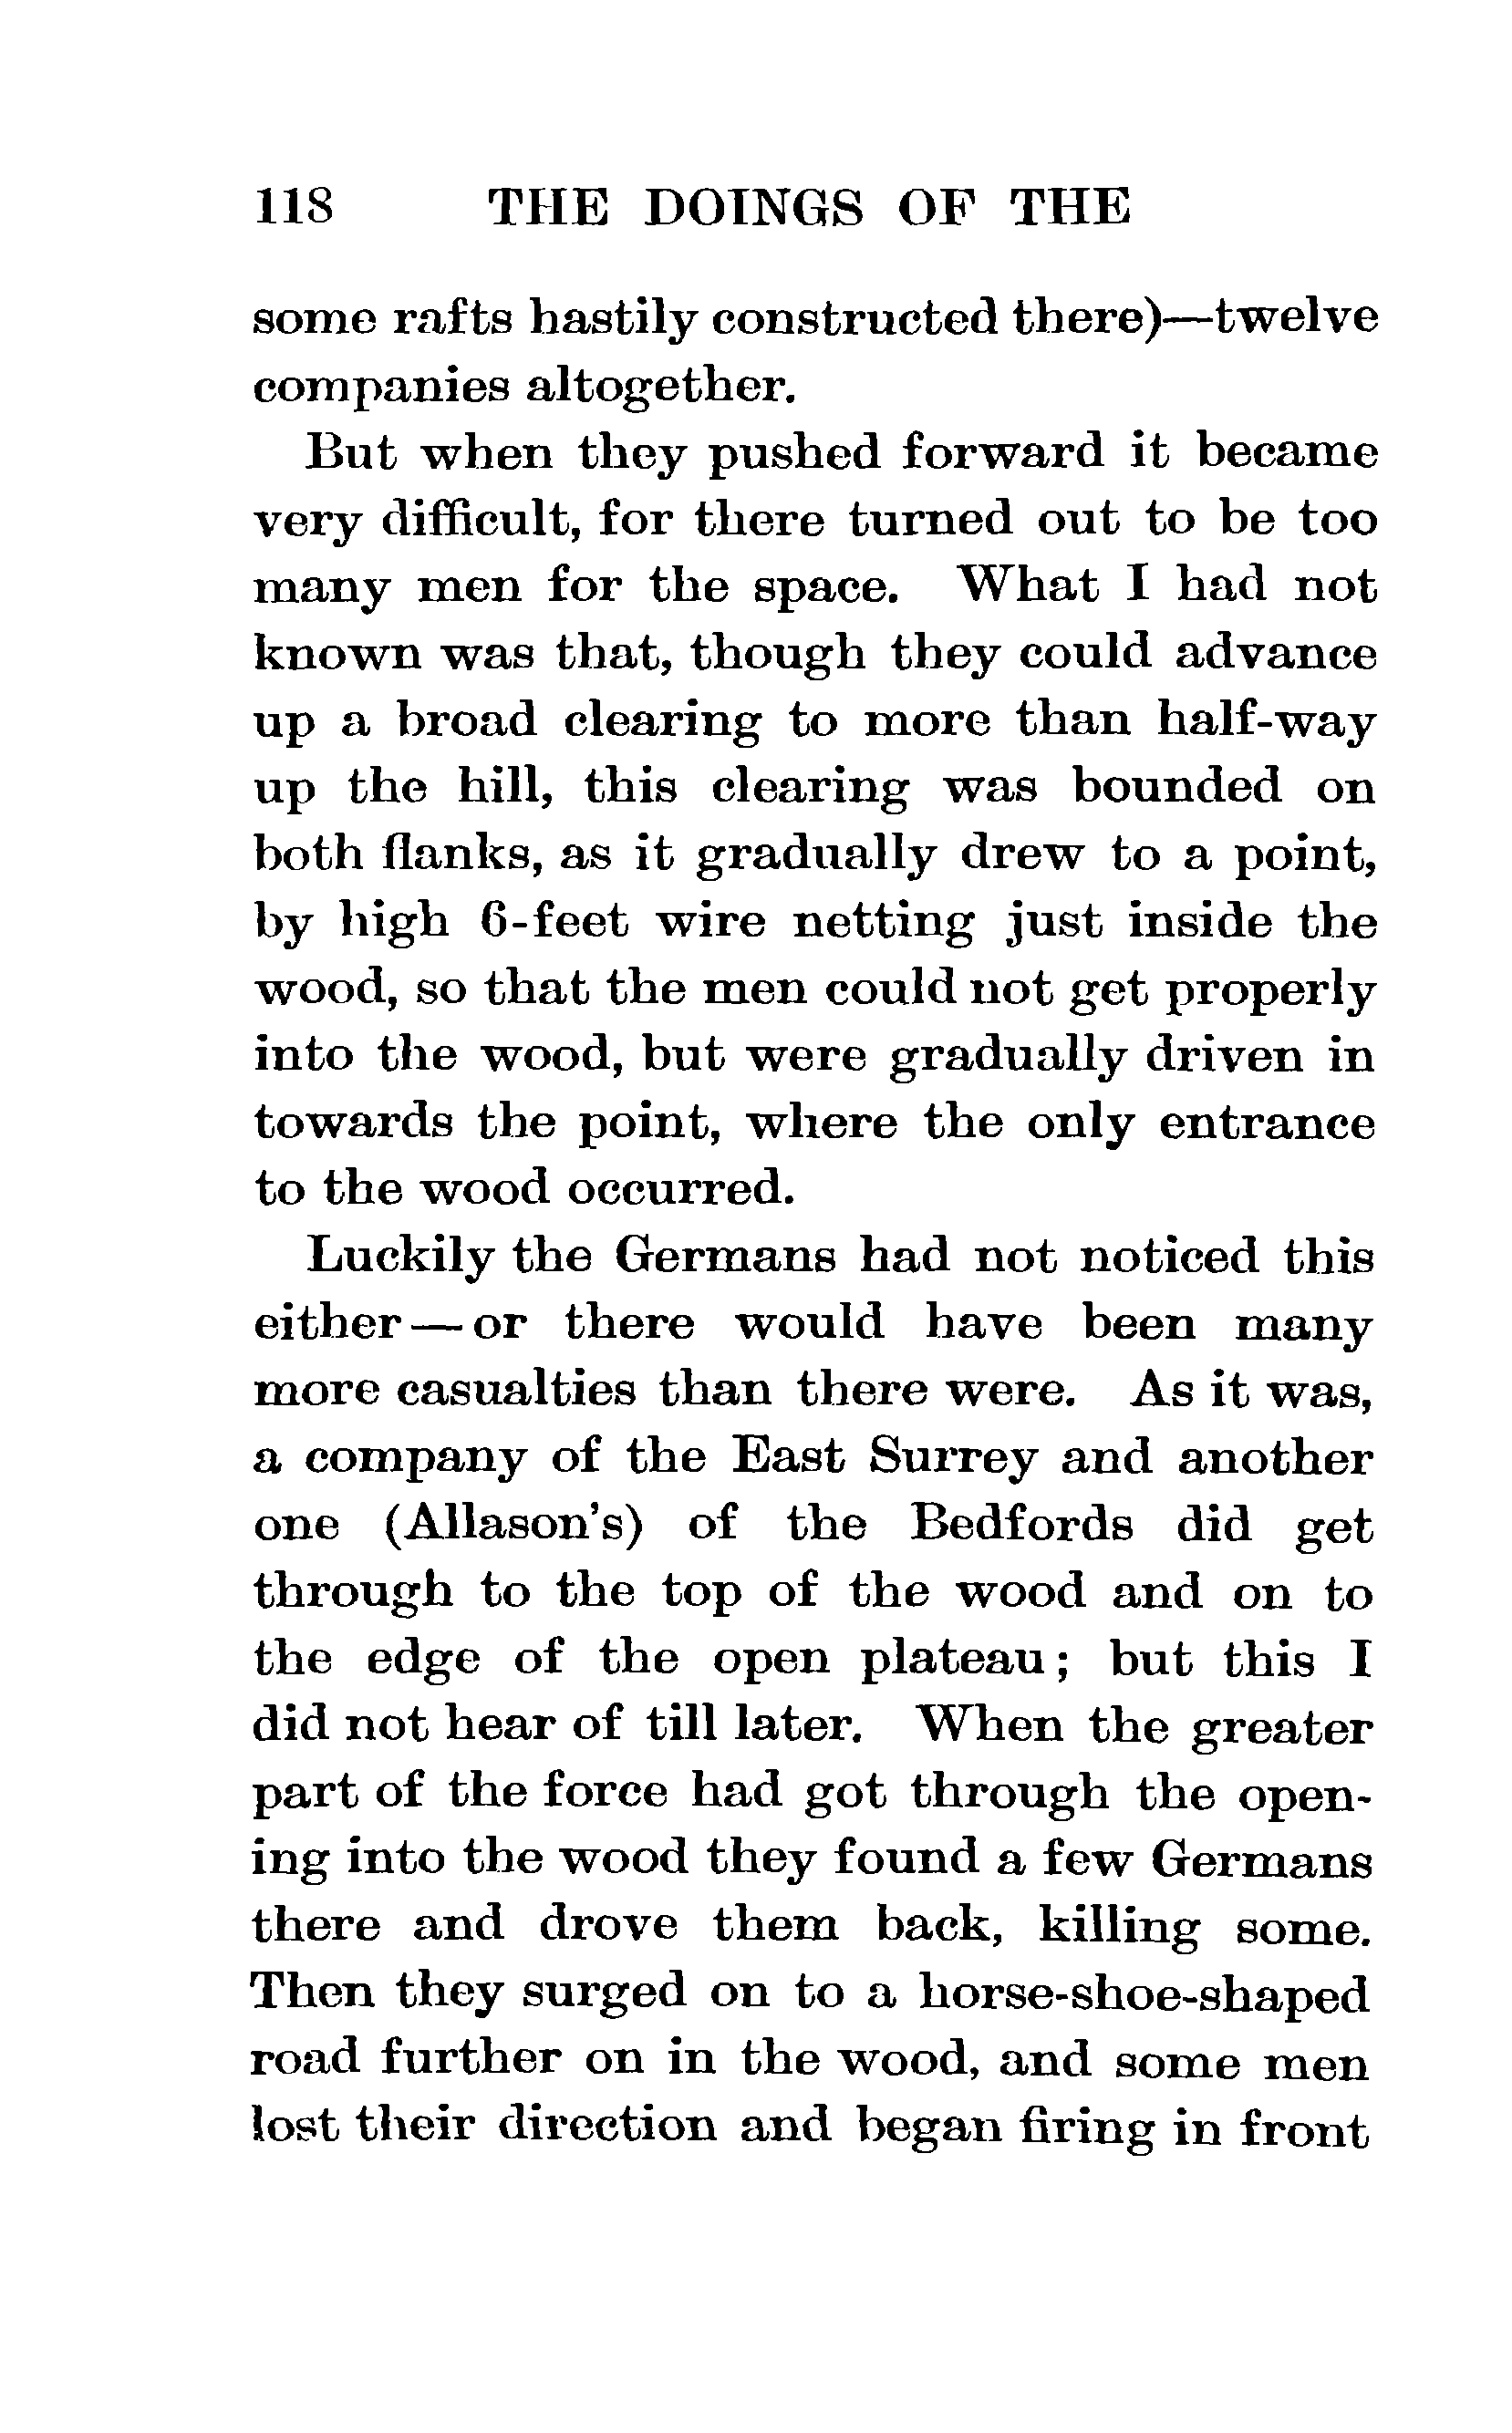 118 THE DOINGS OF THE
some rafts hastily constructed there)—twelve
companies altogether.
But when they pushed forward it became
very difficult, for there turned out to be too
many men for the space. What I had not
known was that, though they could advance
up a broad clearing to more than half-way
up the hill, this clearing was bounded on
both flanks, as it gradually drew to a point,
by high 6-feet wire netting just inside the
wood, so that the men could not get properly
into the wood, but were gradually driven in
towards the point, where the only entrance
to the wood occurred.
Luckily the Germans had not noticed this
either—or there would have been many
more casualties than there were. As it was,
a company of the East Surrey and another
one (Allason's) of the Bedfords did get
through to the top of the wood and on to
the edge of the open plateau; but this I
did not hear of till later. When the greater
part of the force had got through the open-
ing into the wood they found a few Germans
there and drove them back, killing some.
Then they surged on to a horse-shoe-shaped
road further on in the wood, and some men
lost their direction and began firing in front